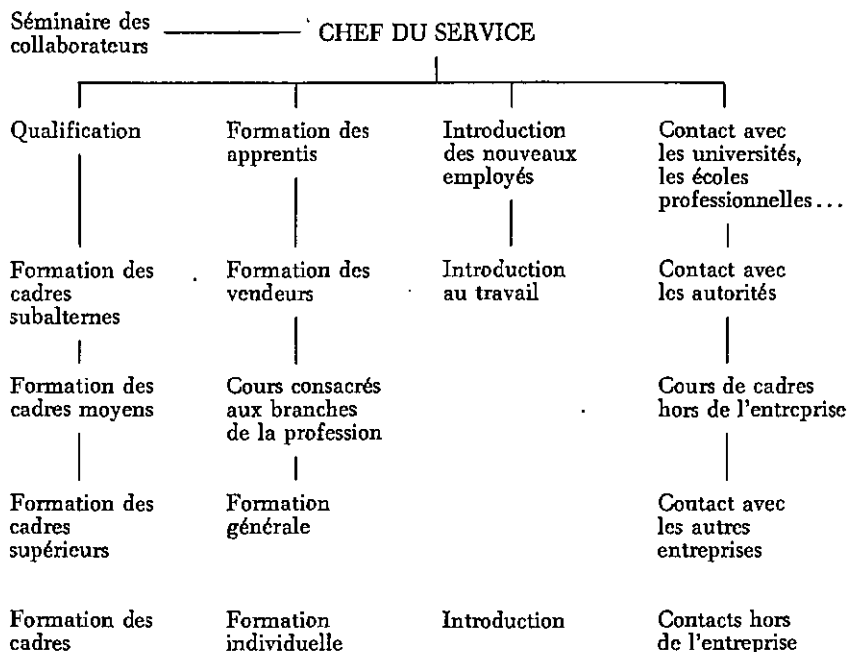 Séminaire des
collaborateurs
CHEF DU SERVICE
Qualification
Formation des
apprentis
Introduction
des nouveaux
employés
Contact avec
les universités,
les écoles
professionnelles...
Formation des
cadres
subalternes
Formation des
vendeurs
Introduction
au travail
Contact avec
les autorités
Formation des
cadres moyens
Cours consacrés
aux branches
de la profession
Cours de cadres
hors de l'entreprise
Formation des
cadres
supérieurs
Formation
générale
Contact avec
les autres
entreprises
Formation des
cadres
Formation
individuelle
Introduction
Contacts hors
de l'entreprise